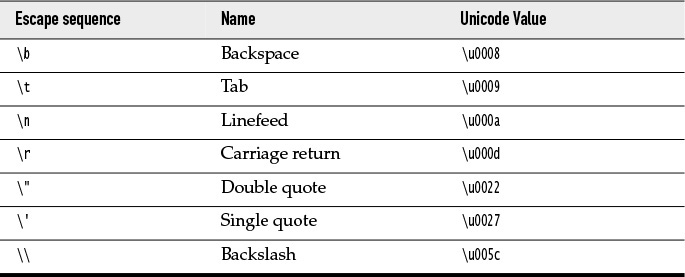 Escape sequence Name Unicode Value
\b Backspace \u0008
\t Tab \u0009
\n Linefeed \u000a
\r Carriage return \u000d
\" Double quote \u0022
\' Single quote \u0027
\\ Backslash \u005c